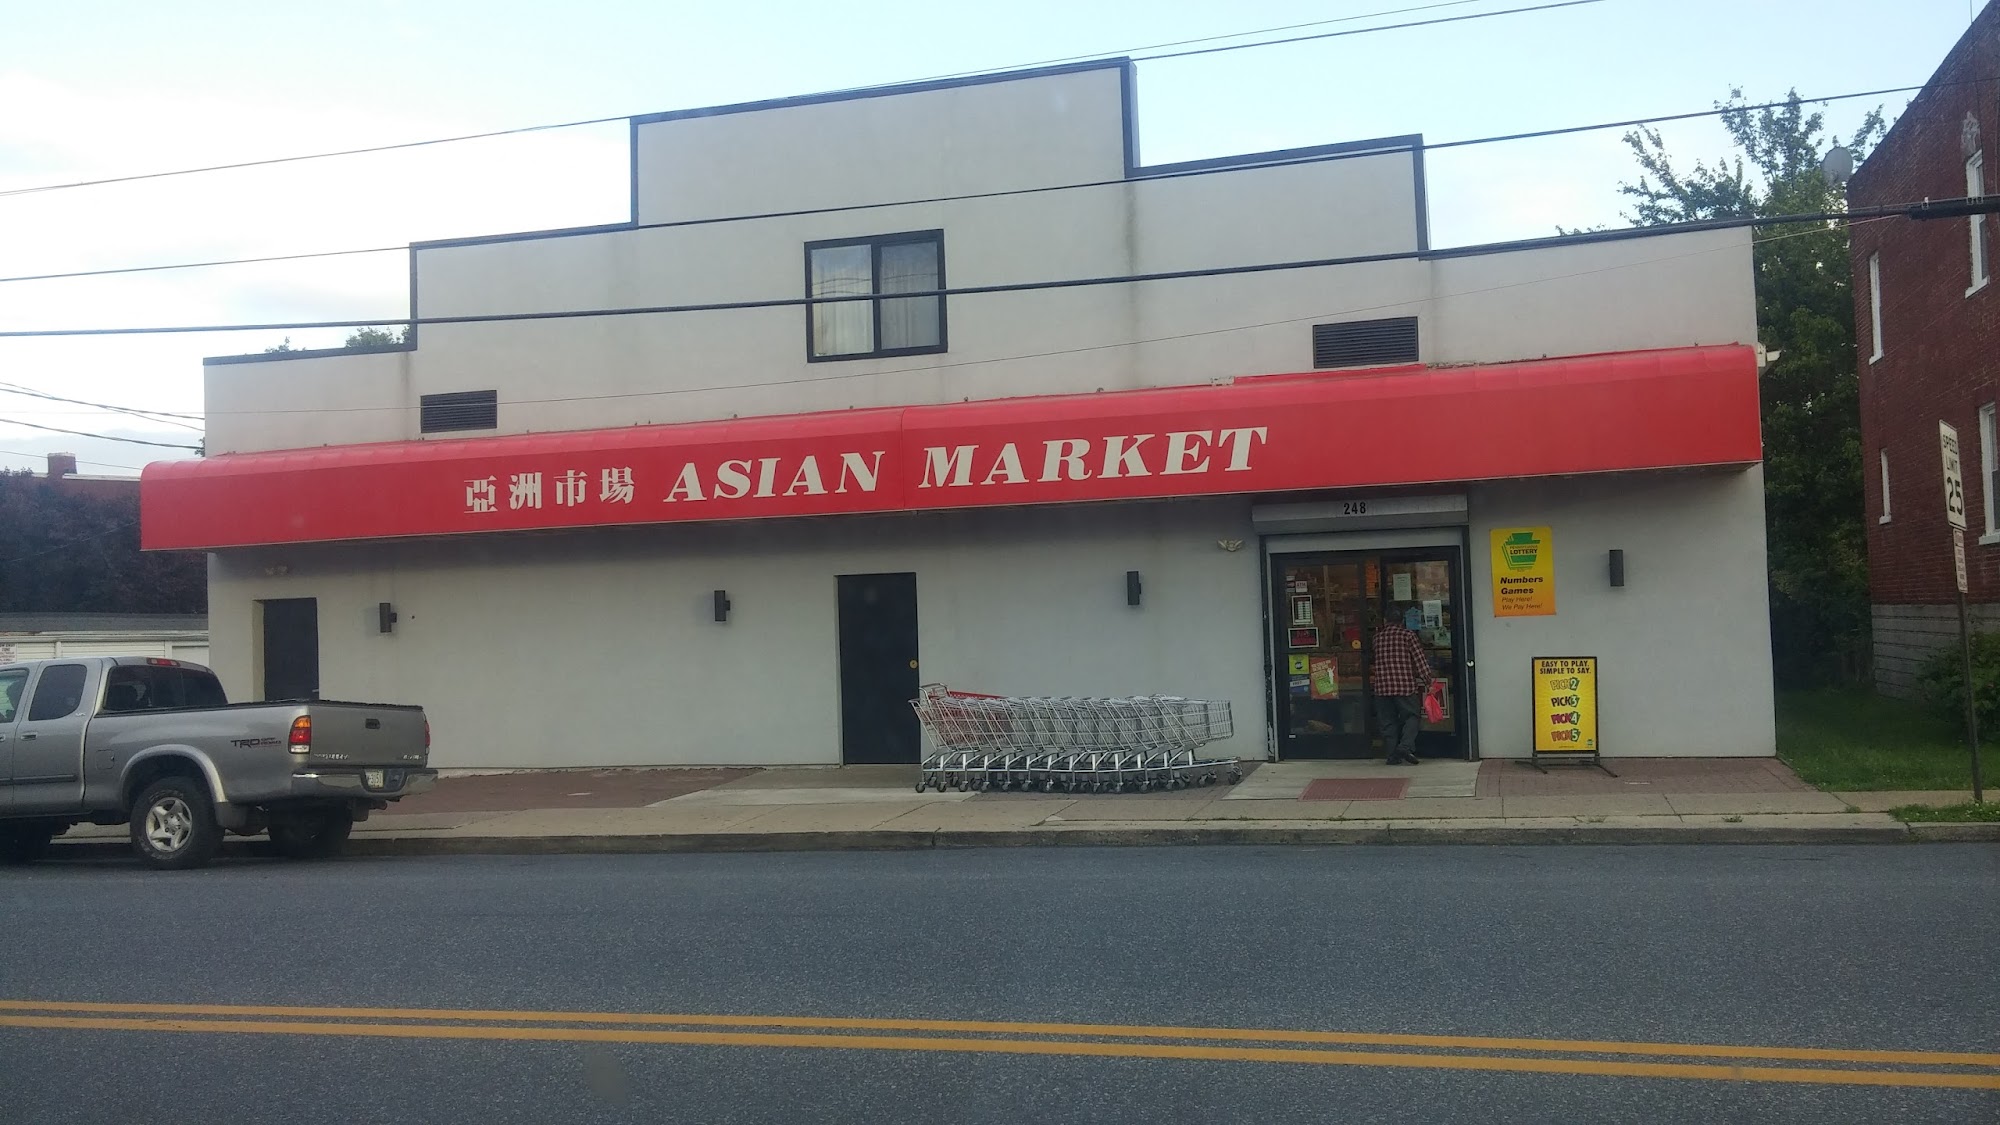 亞洲市場 ASIAN MARKET
248
LOTTERY
Numbers
Games
Play Here!
We Pay Here!
EASY TO PLAY.
SIMPLE TO SAY.
PICK 2
PICK 3
PICK 4
PICK 5
SPEED
LIMIT
25
TRD